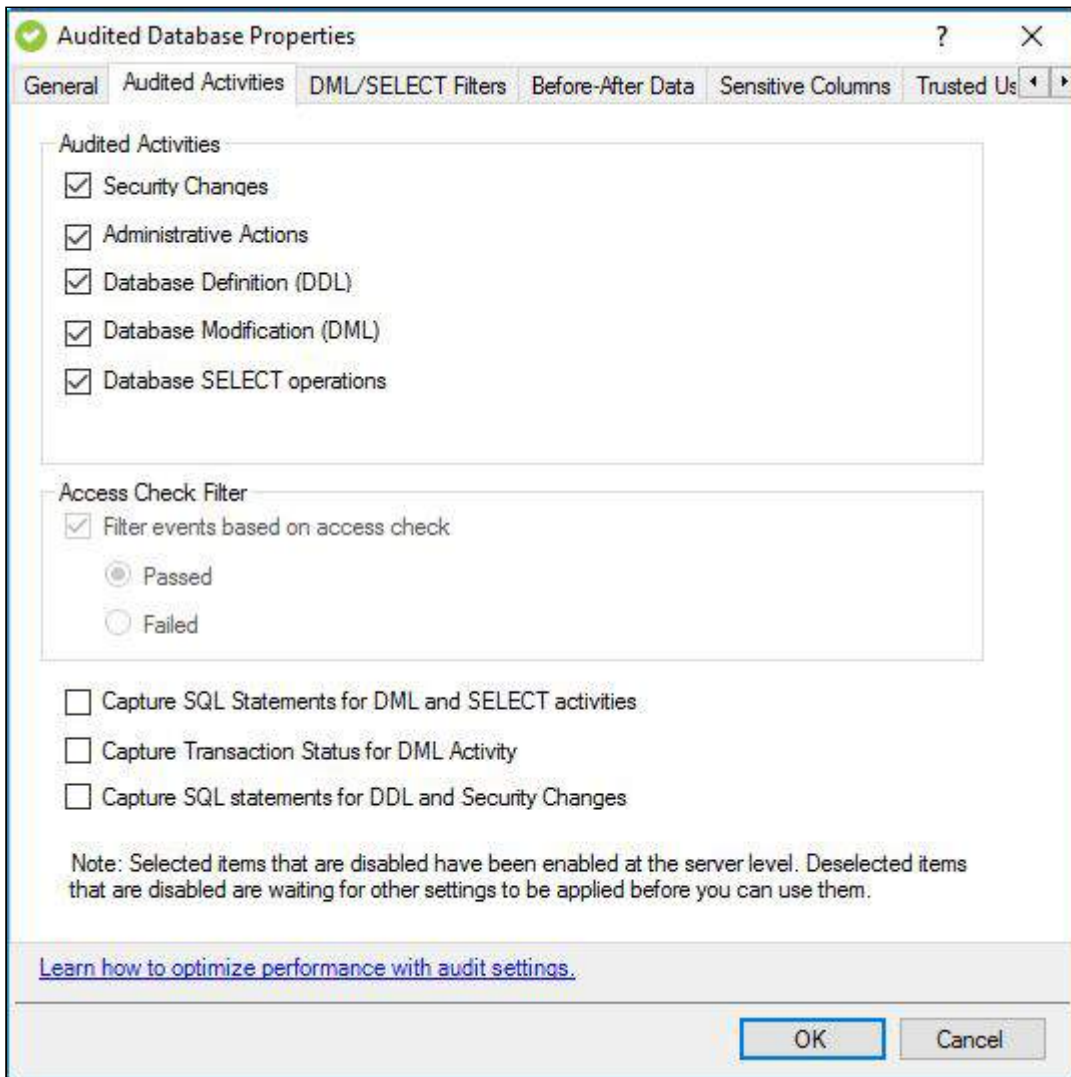 Audited Database Properties
General Audited Activities DML/SELECT Filters Before-After Data Sensitive Columns Trusted Us
Audited Activities
Security Changes
Administrative Actions
Database Definition (DDL)
Database Modification (DML)
Database SELECT operations
Access Check Filter
Filter events based on access check
Passed
Failed
Capture SQL Statements for DML and SELECT activities
Capture Transaction Status for DML Activity
Capture SQL statements for DDL and Security Changes
Note: Selected items that are disabled have been enabled at the server level. Deselected items
that are disabled are waiting for other settings to be applied before you can use them.
Learn how to optimize performance with audit settings.
OK Cancel